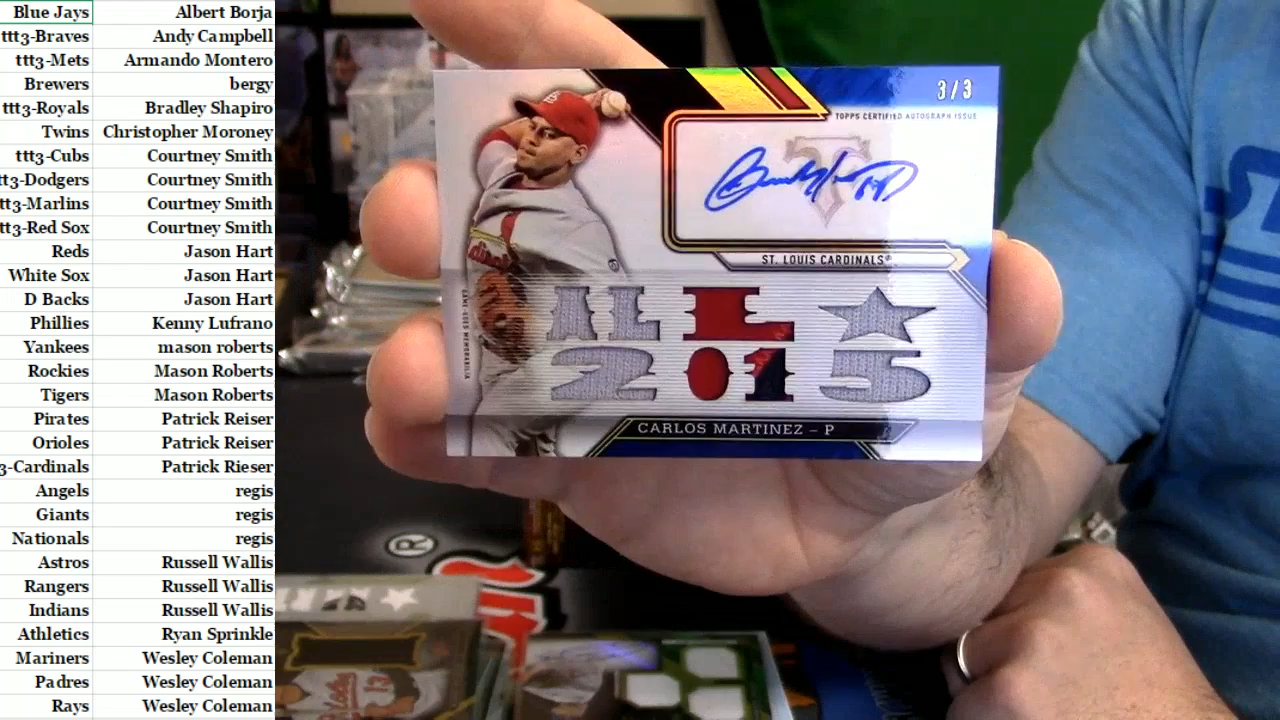 Blue Jays Albert Borja
ttt3-Braves Andy Campbell
ttt3-Mets Armando Montero
Brewers bergy
ttt3-Royals Bradley Shapiro
Twins Christopher Moroney
ttt3-Cubs Courtney Smith
tt3-Dodgers Courtney Smith
tt3-Marlins Courtney Smith
tt3-Red Sox Courtney Smith
Reds Jason Hart
White Sox Jason Hart
D Backs Jason Hart
Phillies Kenny Lufrano
Yankees mason roberts
Rockies Mason Roberts
Tigers Mason Roberts
Pirates Patrick Reiser
Orioles Patrick Reiser
3-Cardinals Patrick Rieser
Angels regis
Giants regis
Nationals regis
Astros Russell Wallis
Rangers Russell Wallis
Indians Russell Wallis
Athletics Ryan Sprinkle
Mariners Wesley Coleman
Padres Wesley Coleman
Rays Wesley Coleman
3/3
TOPPS CERTIFIED AUTOGRAPH ISSUE
T
ST. LOUIS CARDINALS®
GAME-USED MEMORABILIA
ALL ★
2015
CARLOS MARTINEZ – P
®
13